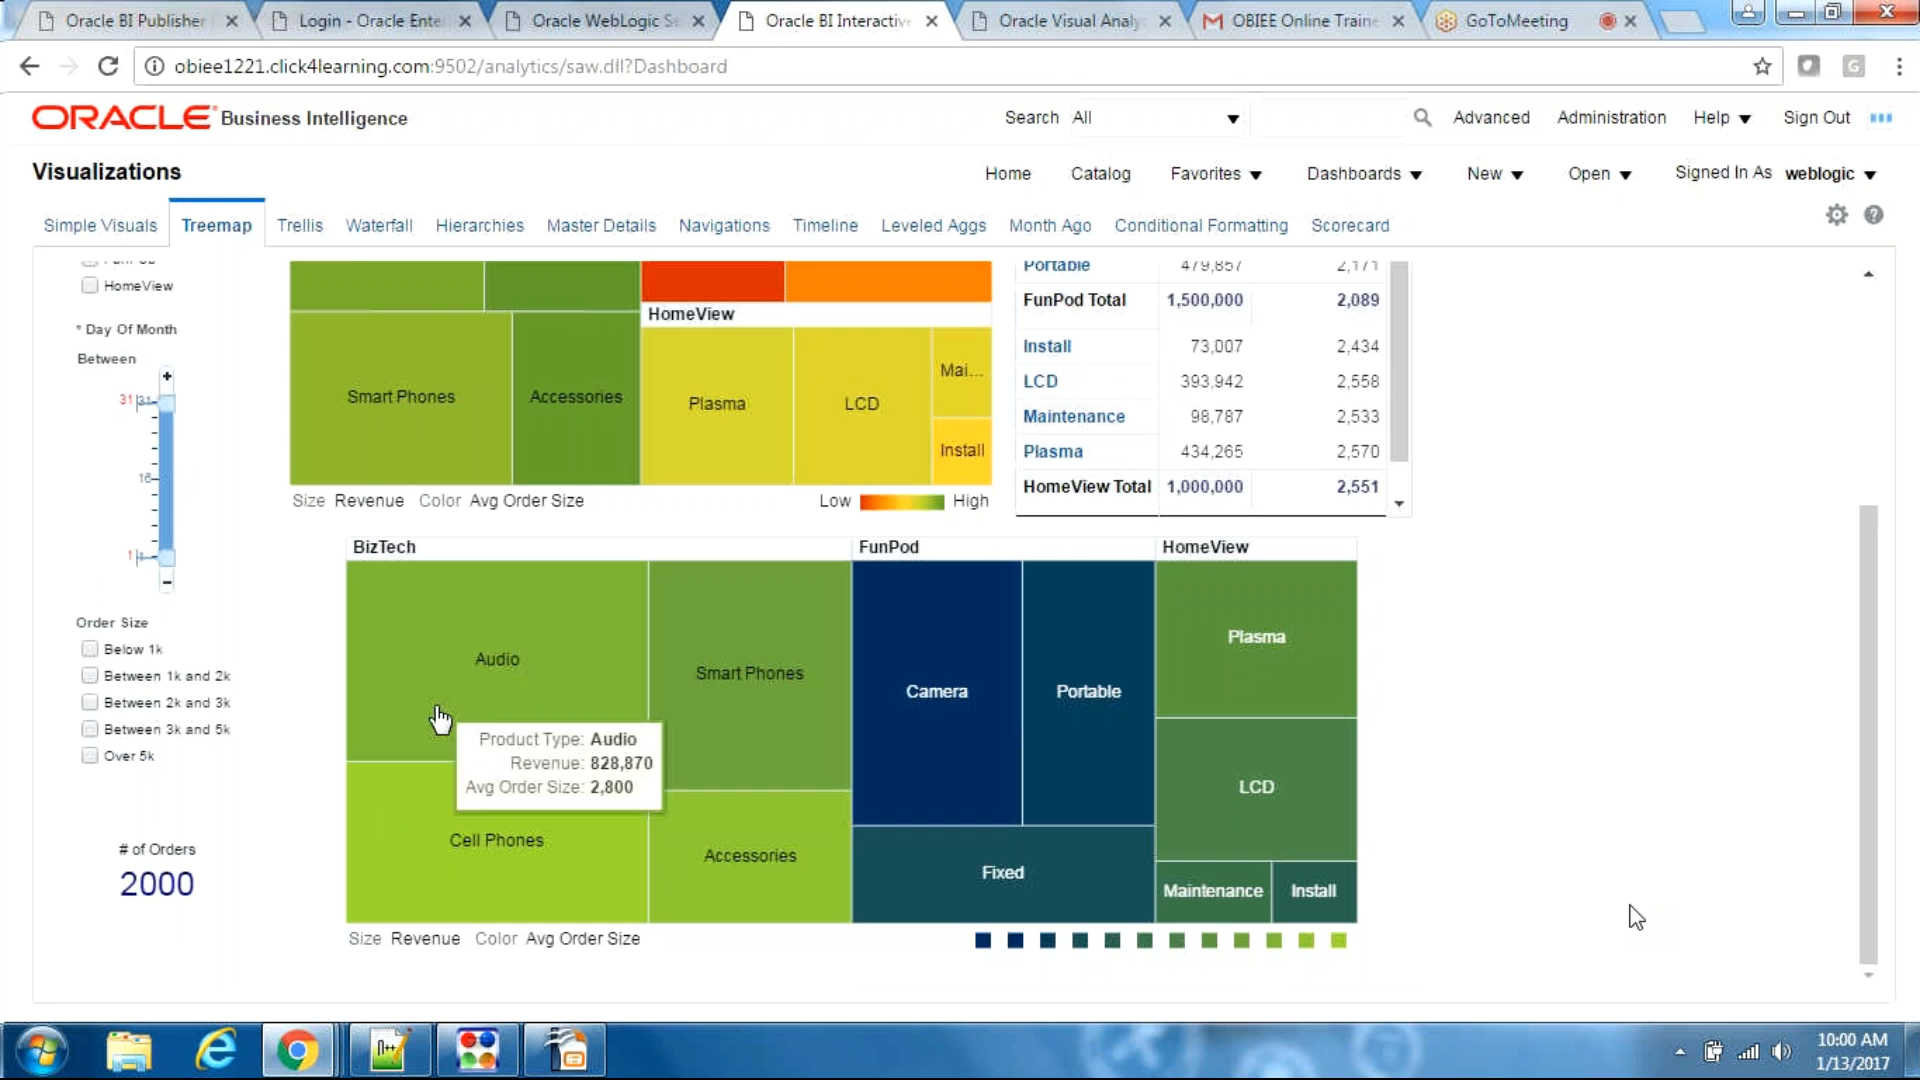 Oracle BI Publisher
Login - Oracle Ente
Oracle WebLogic Se
Oracle BI Interactive
Oracle Visual Analy
OBIEE Online Traine
GoToMeeting
obiee1221.click4learning.com:9502/analytics/saw.dll?Dashboard
ORACLE Business Intelligence
Search All
Advanced Administration Help Sign Out
Visualizations
Home Catalog Favorites Dashboards New Open Signed In As weblogic
Simple Visuals Treemap Trellis Waterfall Hierarchies Master Details Navigations Timeline Leveled Aggs Month Ago Conditional Formatting Scorecard
HomeView
* Day Of Month
Between
+
31 31
16
1 1
-
Order Size
Below 1k
Between 1k and 2k
Between 2k and 3k
Between 3k and 5k
Over 5k
# of Orders
2000
HomeView
Smart Phones
Accessories
Plasma
LCD
Mai...
Install
Size Revenue Color Avg Order Size
Low High
Portable 479,857 2,171
FunPod Total 1,500,000 2,089
Install 73,007 2,434
LCD 393,942 2,558
Maintenance 98,787 2,533
Plasma 434,265 2,570
HomeView Total 1,000,000 2,551
BizTech
FunPod
HomeView
Audio
Smart Phones
Camera
Portable
Plasma
Product Type: Audio
Revenue: 828,870
Avg Order Size: 2,800
LCD
Cell Phones
Accessories
Fixed
Maintenance
Install
Size Revenue Color Avg Order Size
10:00 AM
1/13/2017